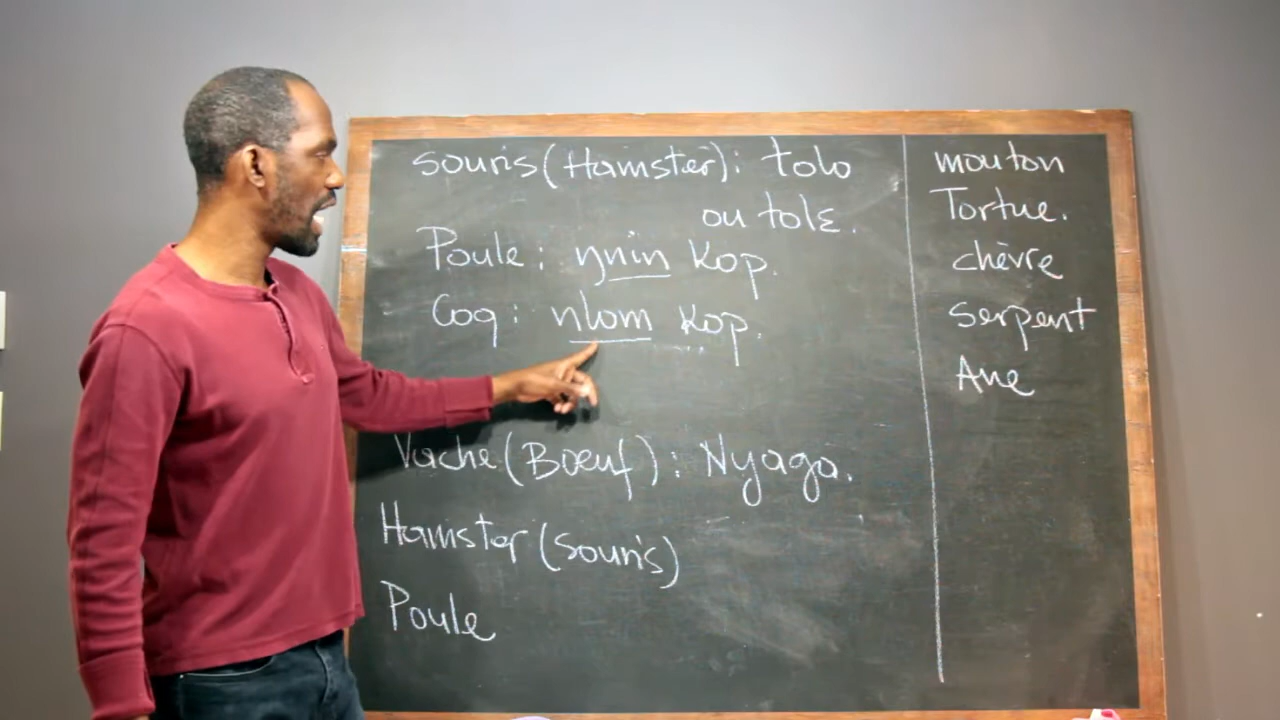 souris (Hamster) : tolo
ou tolɛ.
Poule : ŋnin Kop.
Coq : nlom Kop.
Vache (Boeuf) : Nyaga.
Hamster (souris)
Poule
mouton
Tortue.
chèvre
serpent
Ane